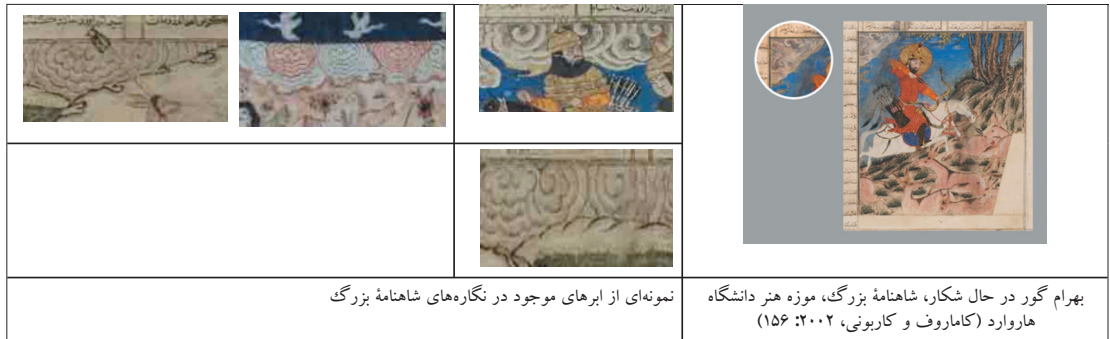 بهرام گور در حال شکار، شاهنامهٔ بزرگ، موزه هنر دانشگاه
هاروارد (کاماروف و کاربونی، ۲۰۰۲: ۱۵۶)
نمونه‌ای از ابرهای موجود در نگاره‌های شاهنامهٔ بزرگ